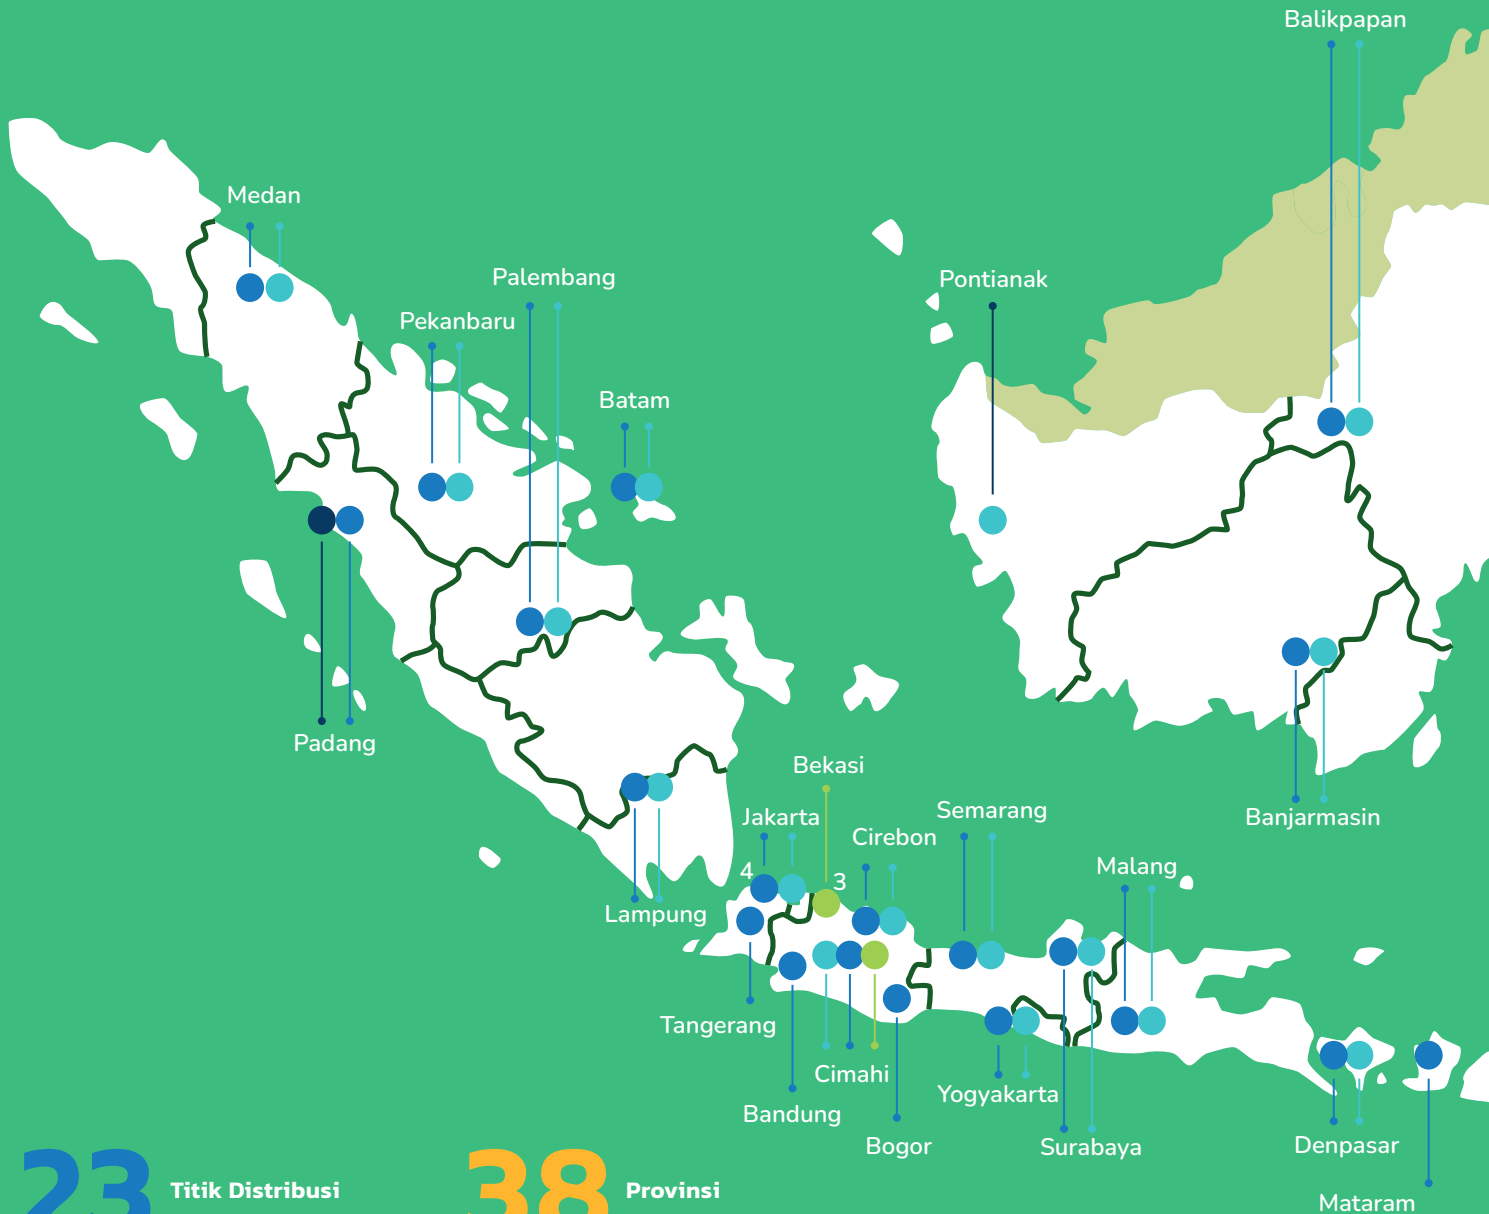 Balikpapan
Medan
Palembang
Pontianak
Pekanbaru
Batam
Padang
Bekasi
Jakarta
Semarang
Cirebon
Banjarmasin
Malang
4
3
Lampung
Tangerang
Cimahi
Yogyakarta
Bandung
Bogor
Surabaya
Denpasar
23 Titik Distribusi
38 Provinsi
Mataram